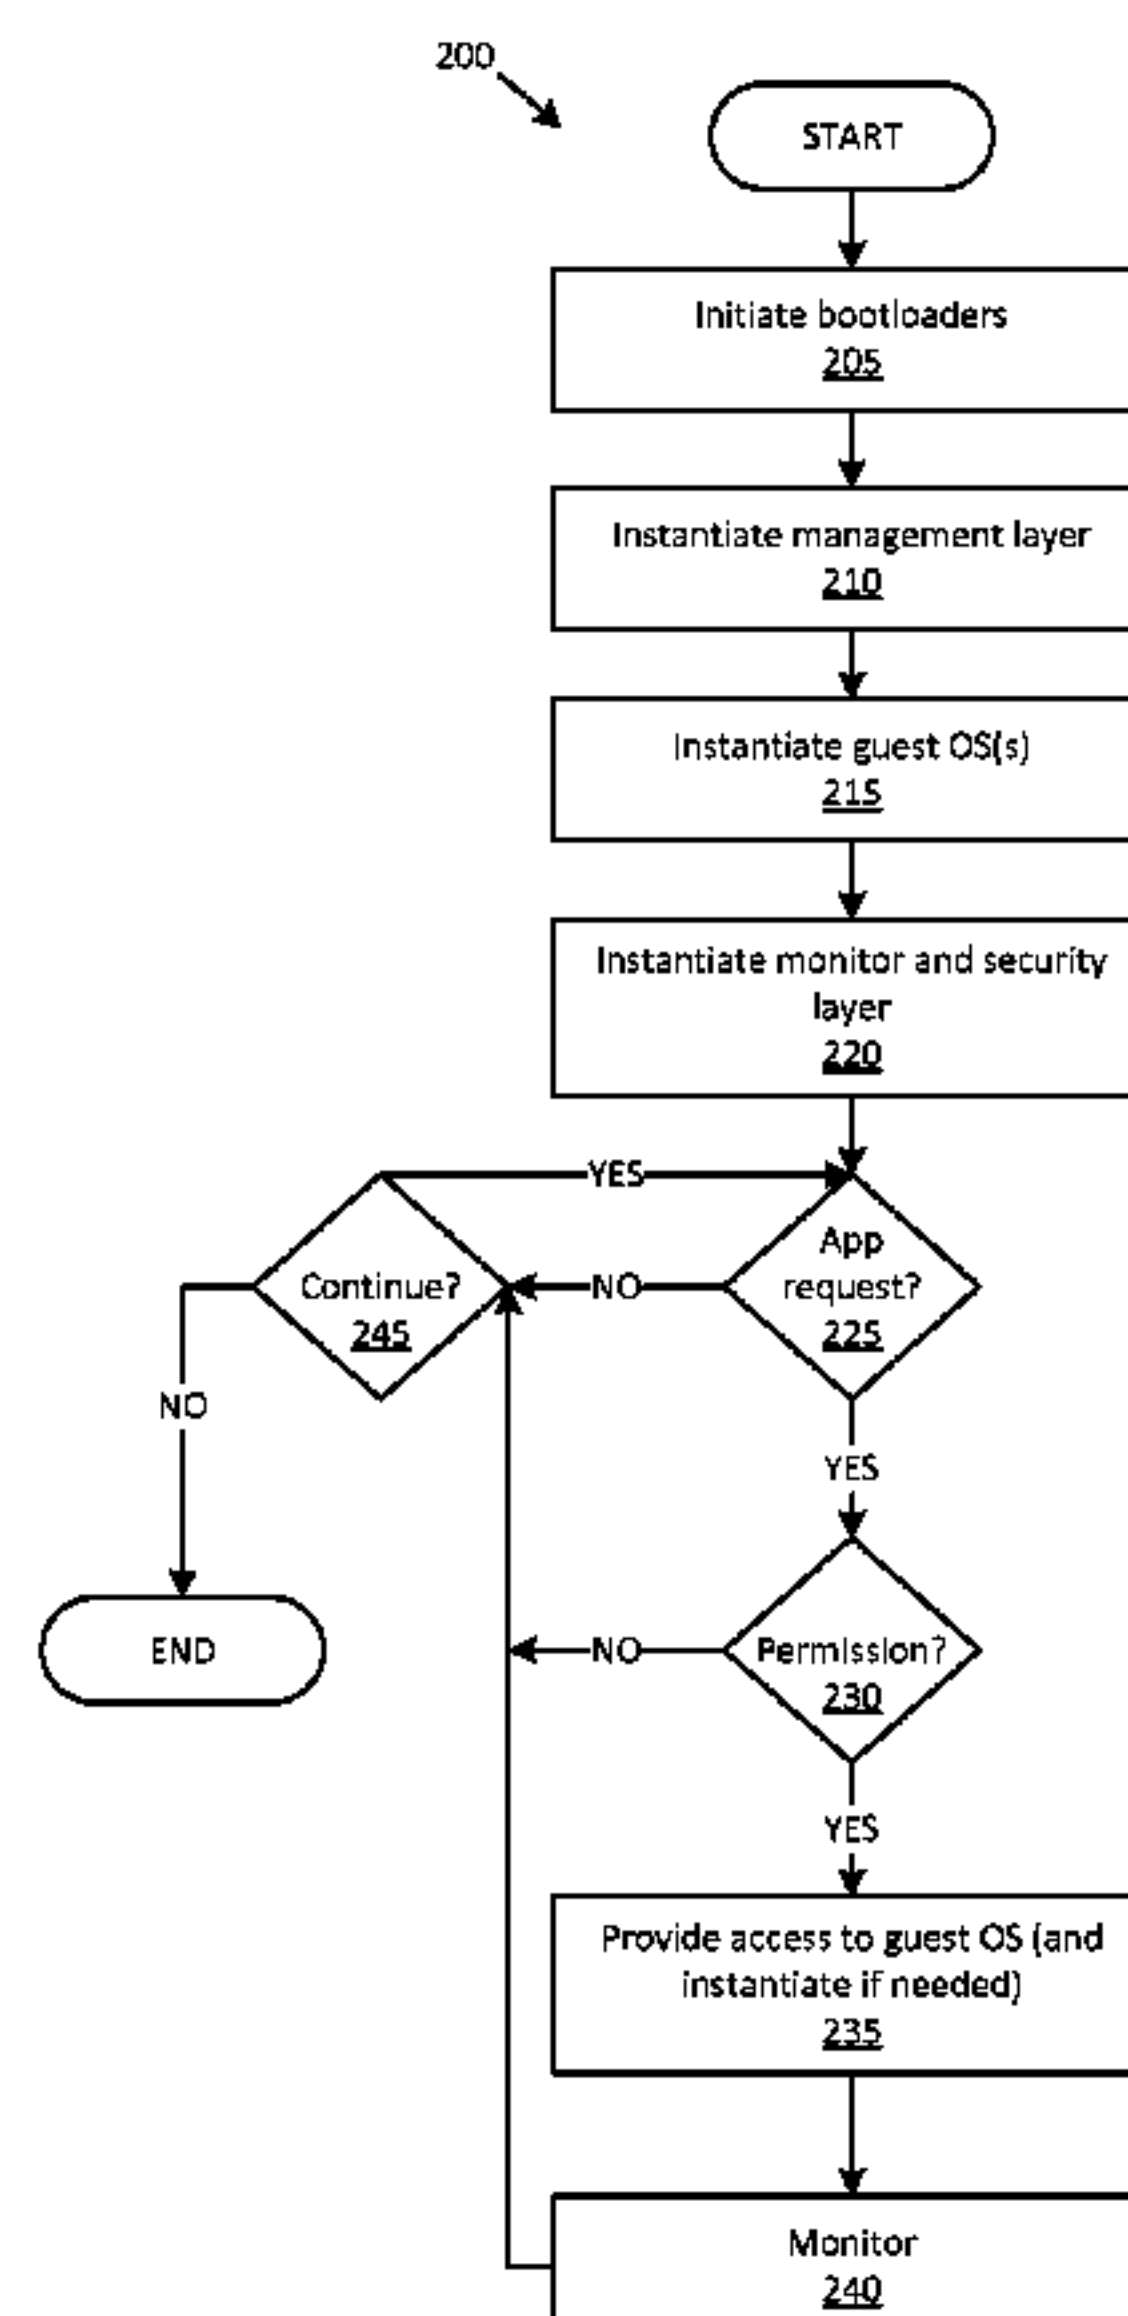 200
START
Initiate bootloaders
205
Instantiate management layer
210
Instantiate guest OS(s)
215
Instantiate monitor and security
layer
220
YES
App
request?
225
NO
Continue?
245
NO
YES
END
Permission?
230
NO
YES
Provide access to guest OS (and
instantiate if needed)
235
Monitor
240